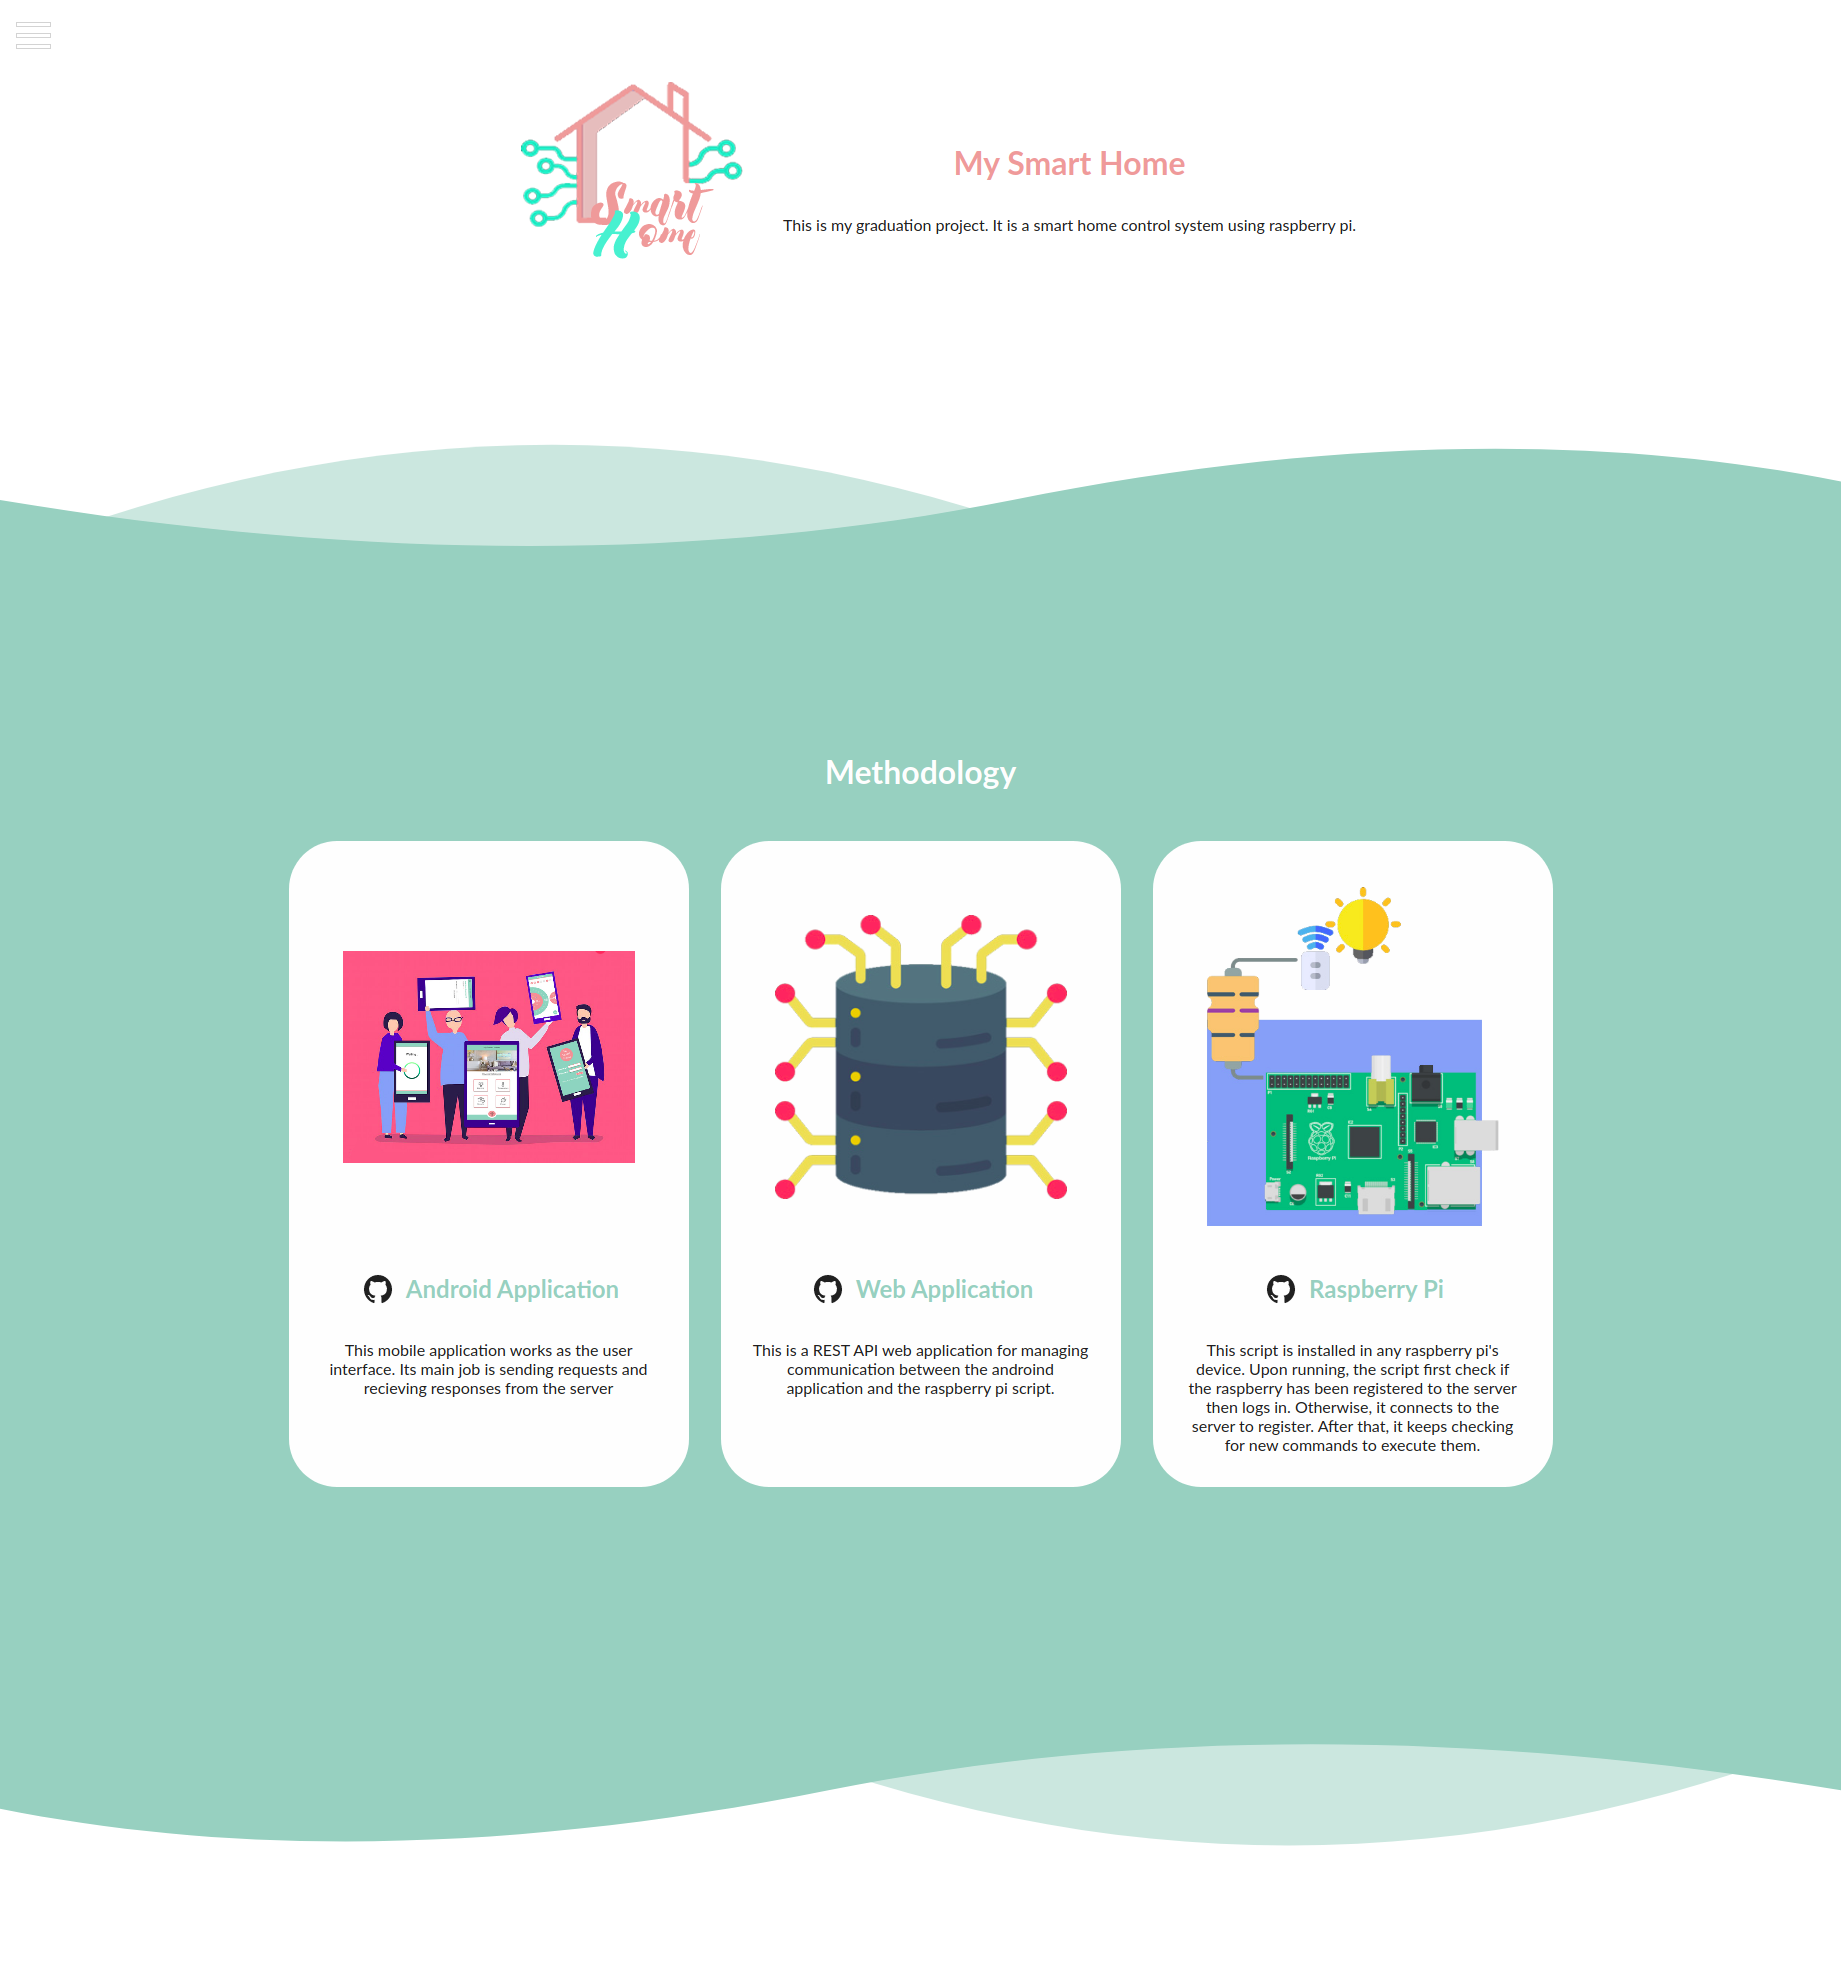 Smart
Home
My Smart Home
This is my graduation project. It is a smart home control system using raspberry pi.
Methodology
Android Application
This mobile application works as the user
interface. Its main job is sending requests and
recieving responses from the server
Web Application
This is a REST API web application for managing
communication between the androind
application and the raspberry pi script.
Raspberry Pi
Raspberry Pi
This script is installed in any raspberry pi's
device. Upon running, the script first check if
the raspberry has been registered to the server
then logs in. Otherwise, it connects to the
server to register. After that, it keeps checking
for new commands to execute them.